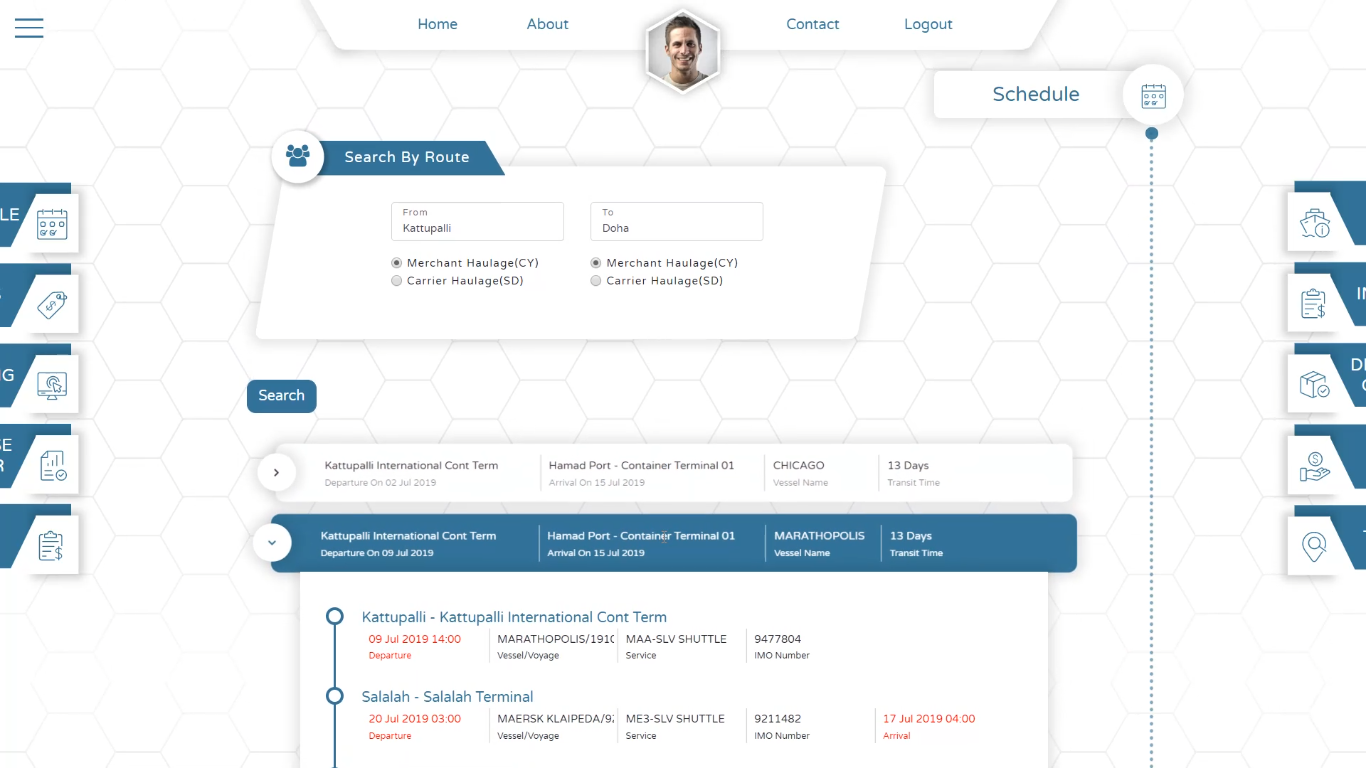 Home
About
Contact
Logout
Schedule
Search By Route
From
Kattupalli
To
Doha
Merchant Haulage(CY)
Carrier Haulage(SD)
Merchant Haulage(CY)
Carrier Haulage(SD)
Search
Kattupalli International Cont Term
Departure On 02 Jul 2019
Hamad Port - Container Terminal 01
Arrival On 15 Jul 2019
CHICAGO
Vessel Name
13 Days
Transit Time
Kattupalli International Cont Term
Departure On 09 Jul 2019
Hamad Port - Container Terminal 01
Arrival On 15 Jul 2019
MARATHOPOLIS
Vessel Name
13 Days
Transit Time
Kattupalli - Kattupalli International Cont Term
09 Jul 2019 14:00
Departure
MARATHOPOLIS/191
Vessel/Voyage
MAA-SLV SHUTTLE
Service
9477804
IMO Number
Salalah - Salalah Terminal
20 Jul 2019 03:00
Departure
MAERSK KLAIPEDA/9
Vessel/Voyage
ME3-SLV SHUTTLE
Service
9211482
IMO Number
17 Jul 2019 04:00
Arrival
LE
NG
SE
R
IN